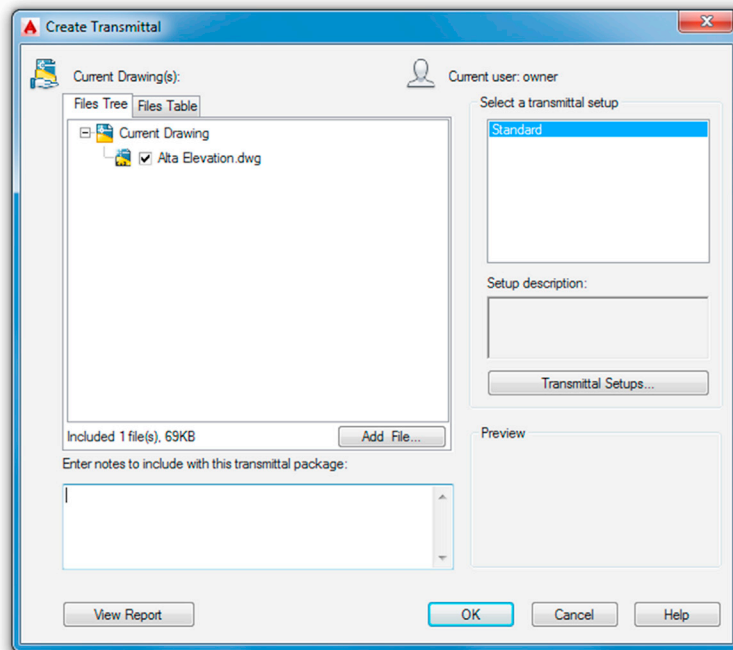 Create Transmittal
Current Drawing(s):
Current user: owner
Files Tree
Files Table
Current Drawing
Alta Elevation.dwg
Included 1 file(s), 69KB
Add File...
Enter notes to include with this transmittal package:
Select a transmittal setup
Standard
Setup description:
Transmittal Setups...
Preview
View Report
OK
Cancel
Help